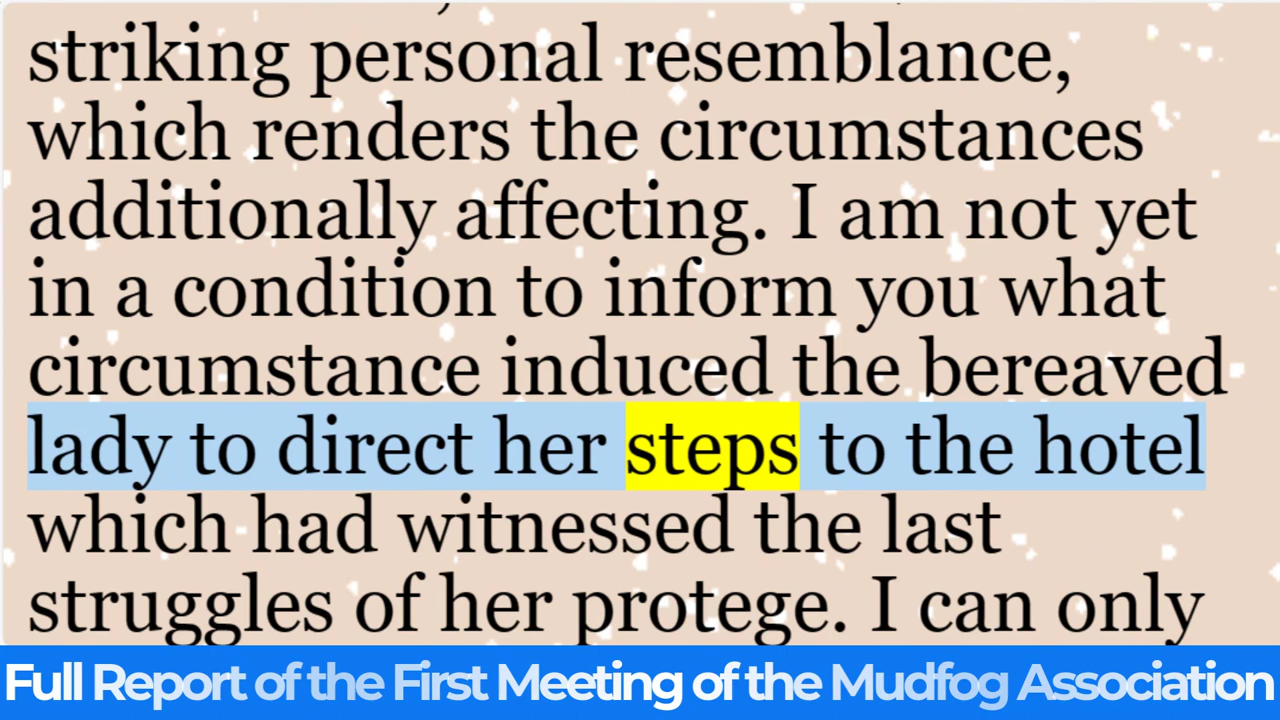 striking personal resemblance,
which renders the circumstances
additionally affecting. I am not yet
in a condition to inform you what
circumstance induced the bereaved
lady to direct her steps to the hotel
which had witnessed the last
struggles of her protege. I can only
Full Report of the First Meeting of the Mudfog Association